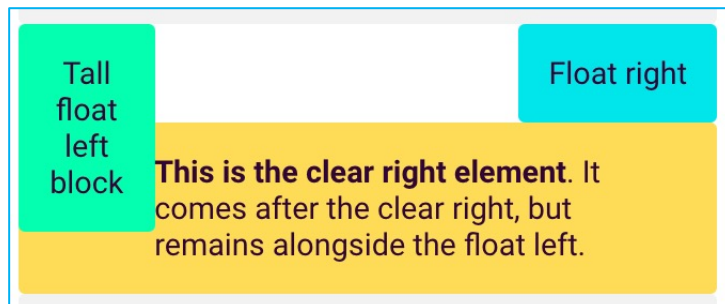 Tall
float
left
block
Float right
This is the clear right element. It
comes after the clear right, but
remains alongside the float left.